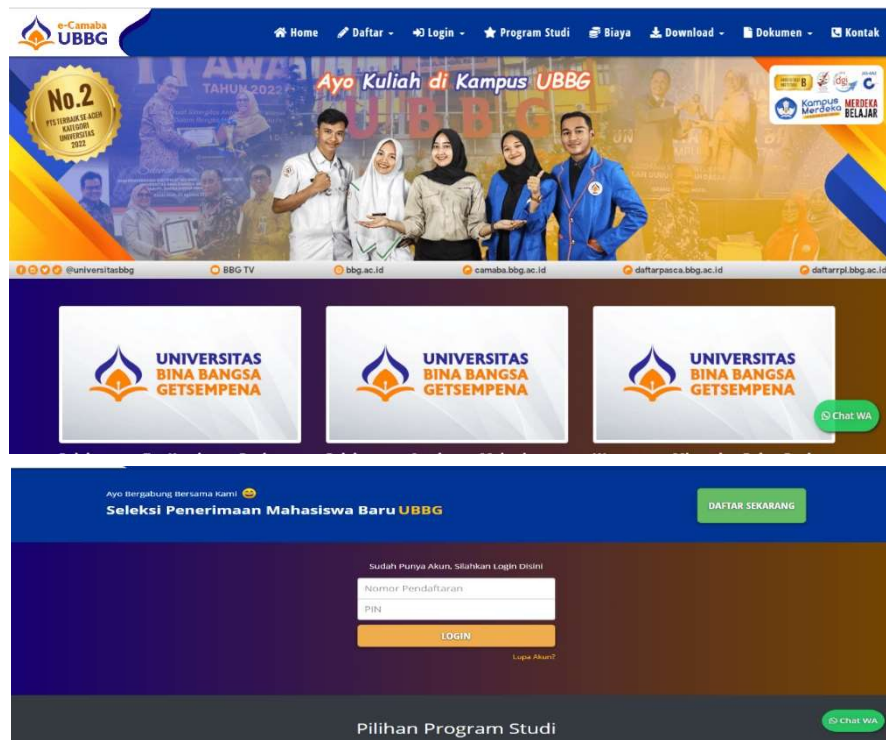 e-Camaba
UBBG
Home
Daftar
Login
Program Studi
Biaya
Download
Dokumen
Kontak
Ayo Kuliah di Kampus UBBG
TAHUN 2022
UBBG
No.2
PTS TERBAIK SE ACEH
KATEGORI
UNIVERSITAS
2022
B
Kampus
Merdeka
MERDEKA
BELAJAR
@universitasbbg
BBG TV
bbg.ac.id
camaba.bbg.ac.id
daftarpasca.bbg.ac.id
daftarrpl.bbg.ac.id
UNIVERSITAS
BINA BANGSA
GETSEMPENA
UNIVERSITAS
BINA BANGSA
GETSEMPENA
UNIVERSITAS
BINA BANGSA
GETSEMPENA
Chat WA
Ayo Bergabung Bersama Kami
Seleksi Penerimaan Mahasiswa Baru UBBG
DAFTAR SEKARANG
Sudah Punya Akun, Silahkan Login Disini
Nomor Pendaftaran
PIN
LOGIN
Lupa Akun?
Pilihan Program Studi
Chat WA